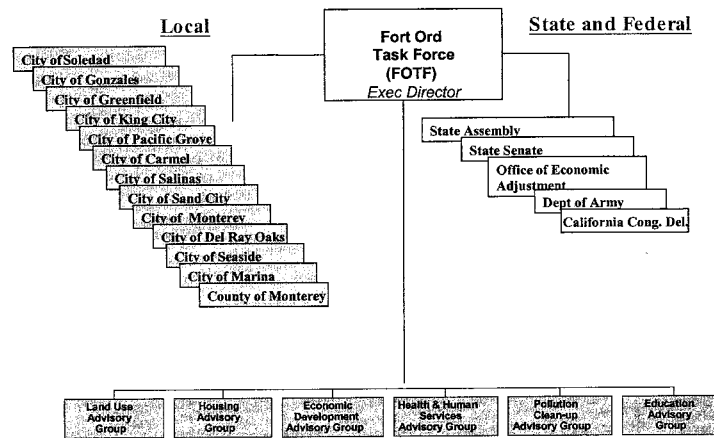 Local
State and Federal
Fort Ord
Task Force
(FOTF)
Exec Director
City of Soledad
City of Gonzales
City of Greenfield
City of King City
City of Pacific Grove
City of Carmel
City of Salinas
City of Sand City
City of Monterey
City of Del Ray Oaks
City of Seaside
City of Marina
County of Monterey
State Assembly
State Senate
Office of Economic
Adjustment
Dept of Army
California Cong. Del.
Land Use
Advisory
Group
Housing
Advisory
Group
Economic
Development
Advisory Group
Health & Human
Services
Advisory Group
Pollution
Clean-up
Advisory Group
Education
Advisory
Group